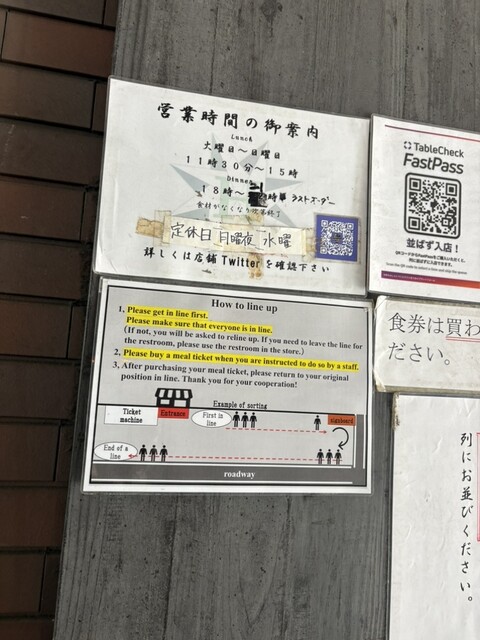 営業時間の御案内
Lunch
火曜日〜日曜日
11時30分〜15時
Dinner
18時〜 時 ラストオーダー
食材がなくなり次第終了
定休日 月曜夜 水曜
詳しくは店舗Twitterを確認下さい
TableCheck
FastPass
並ばず入店！
How to line up
1. Please get in line first.
Please make sure that everyone is in line.
(If not, you will be asked to reline up. If you need to leave the line for
the restroom, please use the restroom in the store.)
2. Please buy a meal ticket when you are instructed to do so by a staff.
3. After purchasing your meal ticket, please return to your original
position in line. Thank you for your cooperation!
Example of sorting
Ticket
machine
Entrance
First in
line
signboard
End of a
line
roadway
食券は買わ
ださい。
列にお並びください。